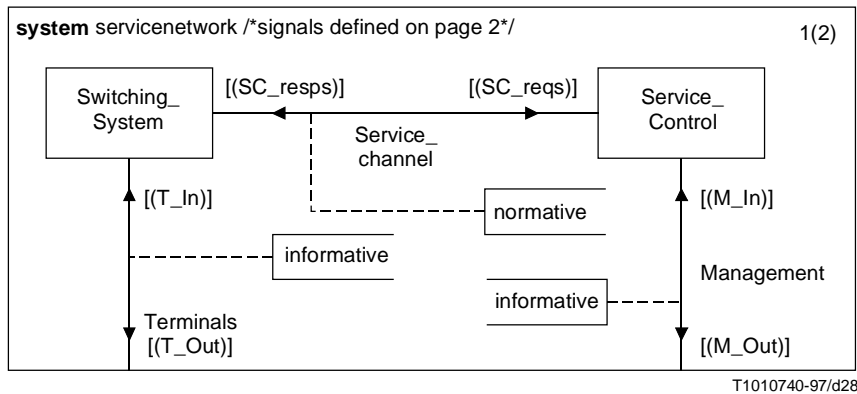 system servicenetwork /*signals defined on page 2*/
1(2)
[(SC_resps)]
[(SC_reqs)]
Switching_
System
Service_
Control
Service_
channel
[(T_In)]
[(M_In)]
normative
informative
Management
informative
Terminals
[(T_Out)]
[(M_Out)]
T1010740-97/d28